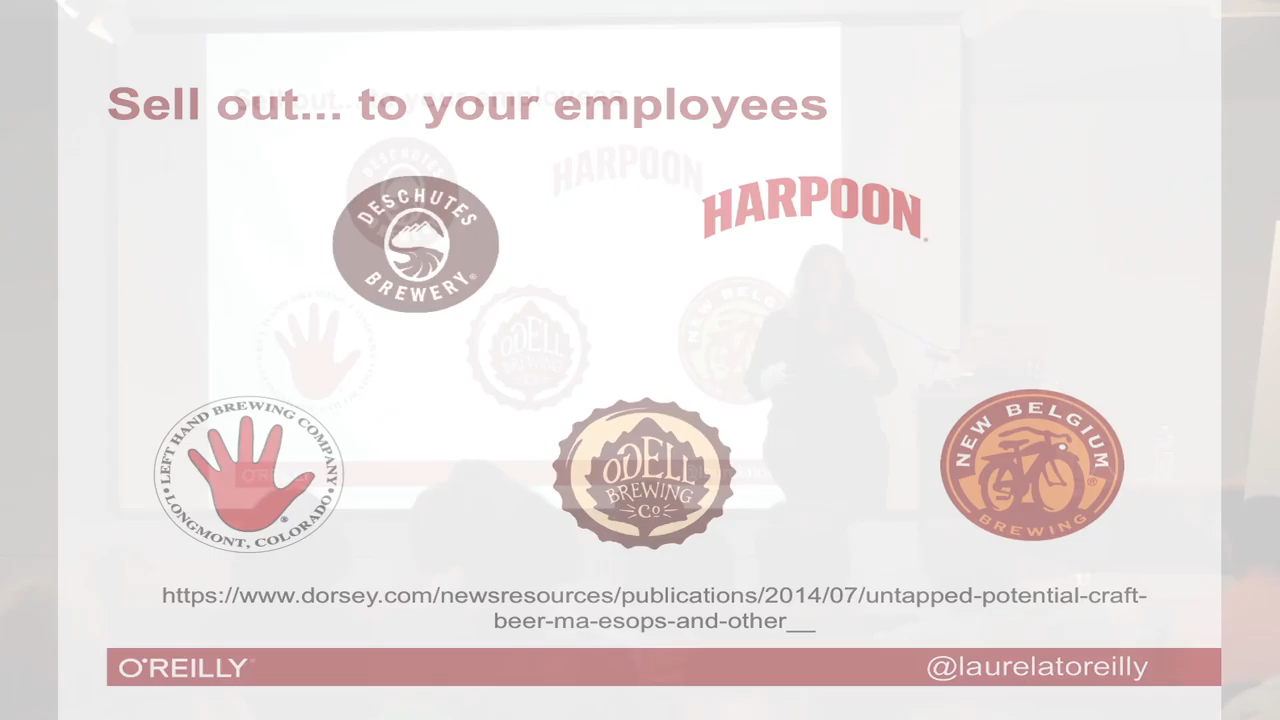 Sell out... to your employees
DESCHUTES
BREWERY
HARPOON
LEFT HAND BREWING COMPANY
LONGMONT, COLORADO
ODELL
BREWING
Co
NEW BELGIUM
BREWING
https://www.dorsey.com/newsresources/publications/2014/07/untapped-potential-craft-
beer-ma-esops-and-other__
O'REILLY
@laurelatoreilly